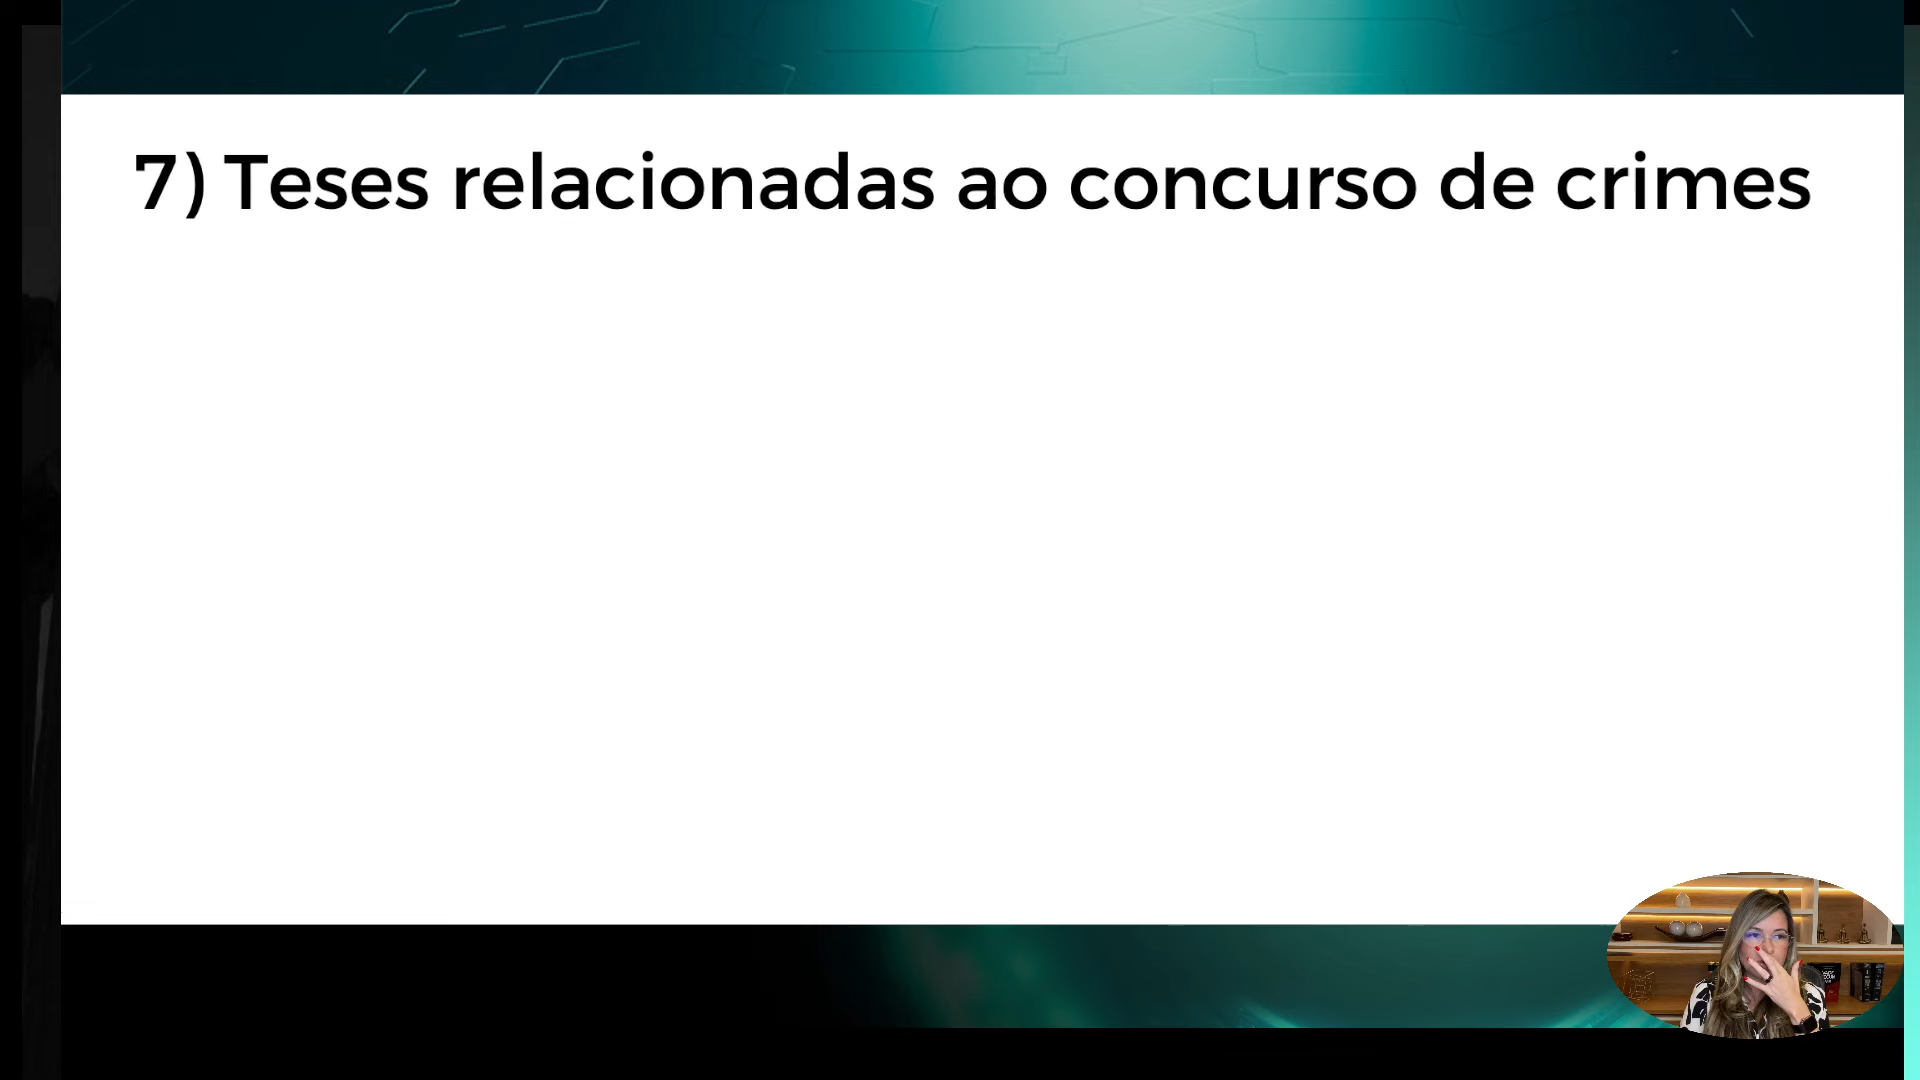 7) Teses relacionadas ao concurso de crimes